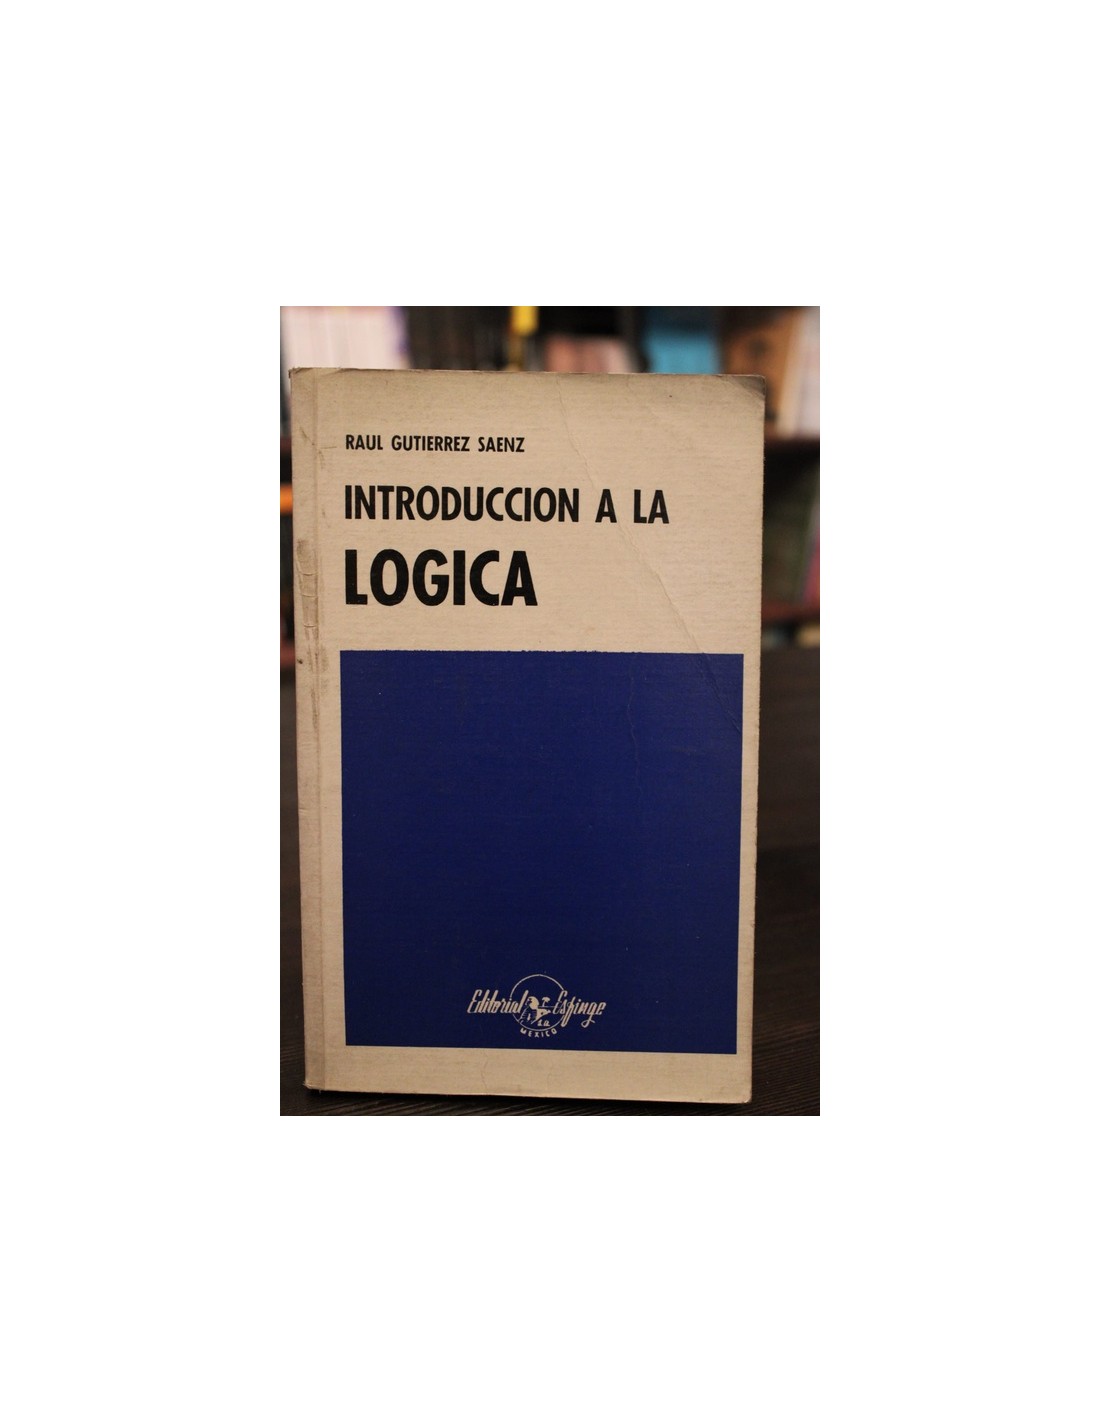 RAUL GUTIERREZ SAENZ
INTRODUCCION A LA
LOGICA
Editorial Esfinge
S.A.
MEXICO